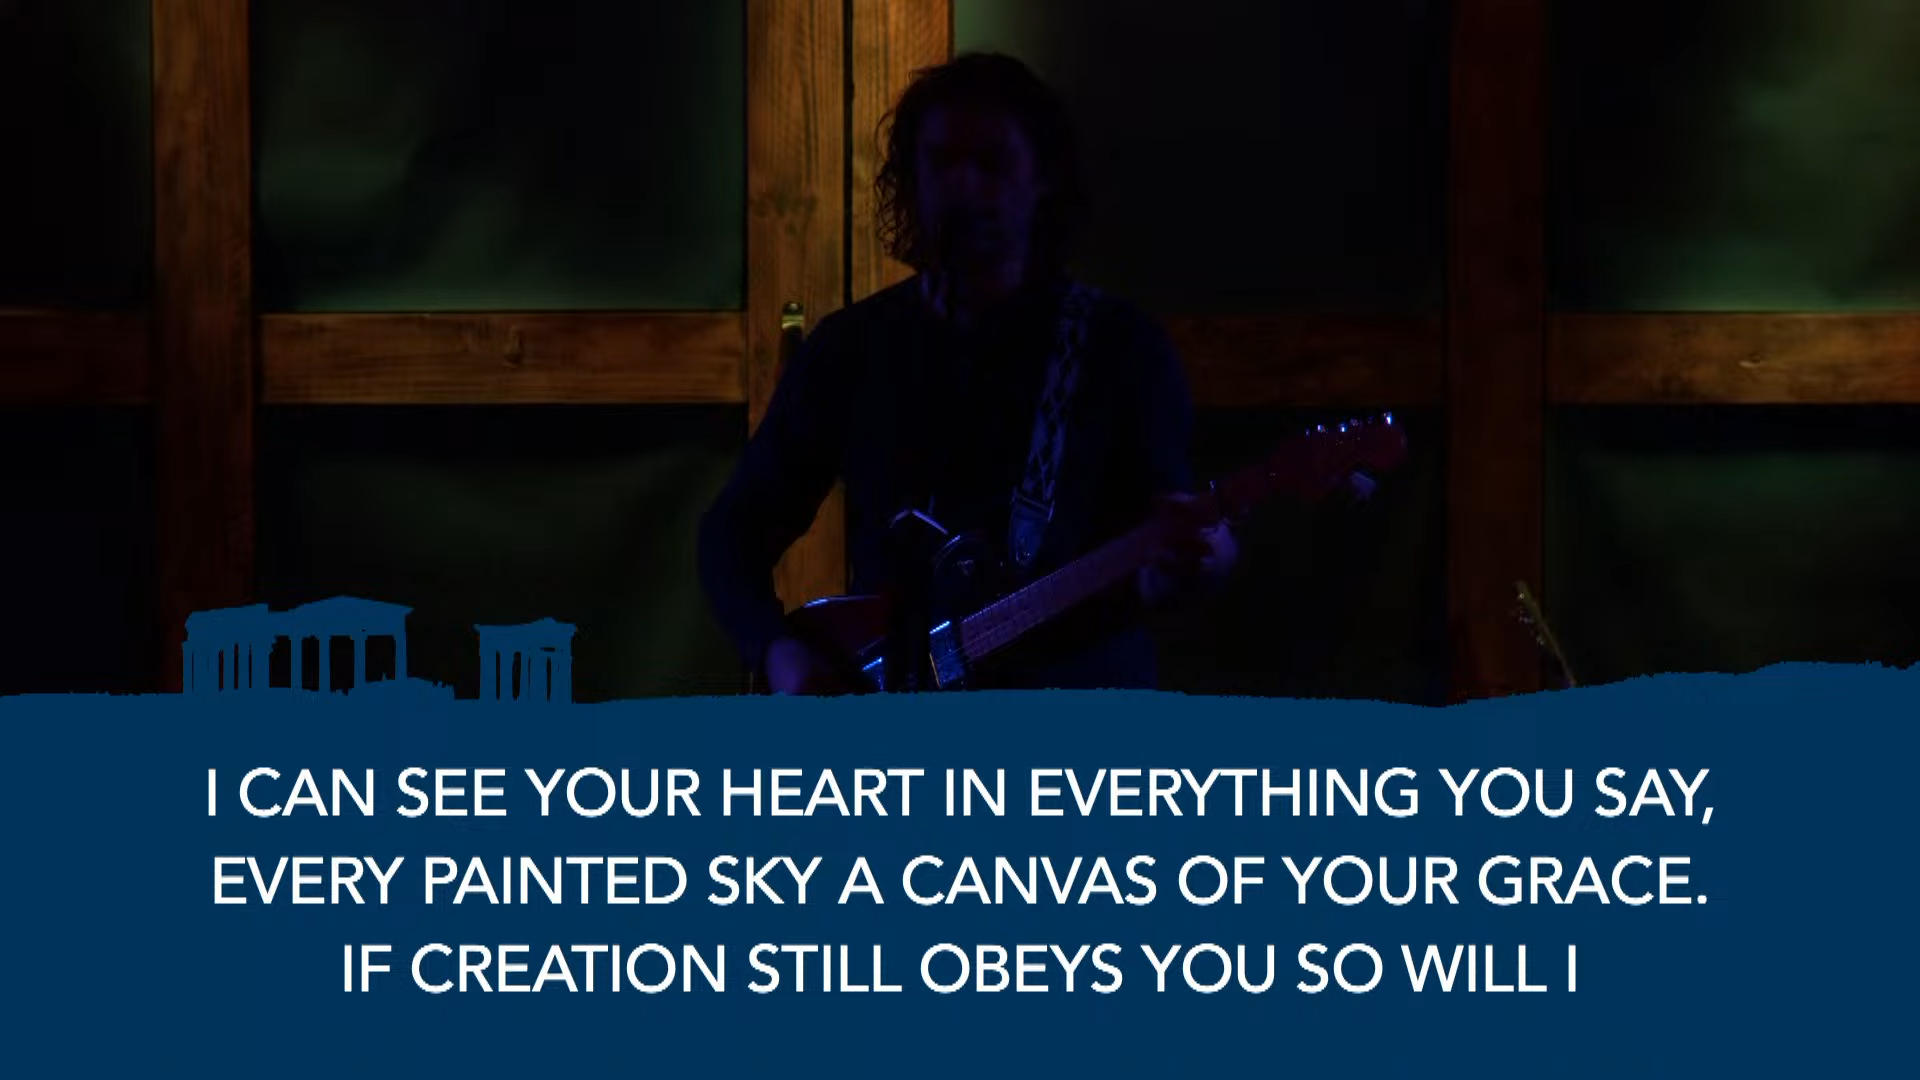 I CAN SEE YOUR HEART IN EVERYTHING YOU SAY,
EVERY PAINTED SKY A CANVAS OF YOUR GRACE.
IF CREATION STILL OBEYS YOU SO WILL I